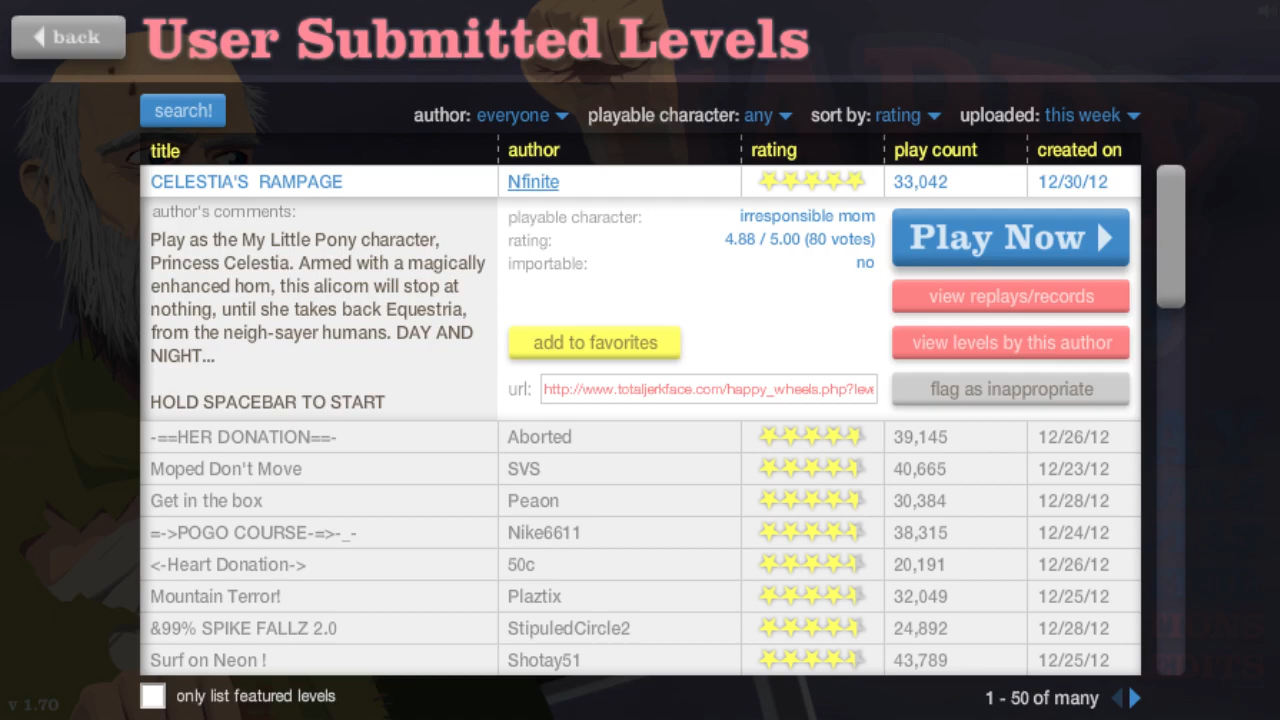 back
User Submitted Levels
search!
author: everyone playable character: any sort by: rating uploaded: this week
title author rating play count created on
CELESTIA'S RAMPAGE Nfinite 33,042 12/30/12
author's comments:
Play as the My Little Pony character,
Princess Celestia. Armed with a magically
enhanced horn, this alicorn will stop at
nothing, until she takes back Equestria,
from the neigh-sayer humans. DAY AND
NIGHT...
HOLD SPACEBAR TO START
playable character: irresponsible mom
rating: 4.88 / 5.00 (80 votes)
importable: no
add to favorites
url: http://www.totaljerkface.com/happy_wheels.php?leve
Play Now
view replays/records
view levels by this author
flag as inappropriate
-==HER DONATION==- Aborted 39,145 12/26/12
Moped Don't Move SVS 40,665 12/23/12
Get in the box Peaon 30,384 12/28/12
=->POGO COURSE-=>-_- Nike6611 38,315 12/24/12
<-Heart Donation-> 50c 20,191 12/26/12
Mountain Terror! Plaztix 32,049 12/25/12
&99% SPIKE FALLZ 2.0 StipuledCircle2 24,892 12/28/12
Surf on Neon ! Shotay51 43,789 12/25/12
only list featured levels
1 - 50 of many
v 1.70